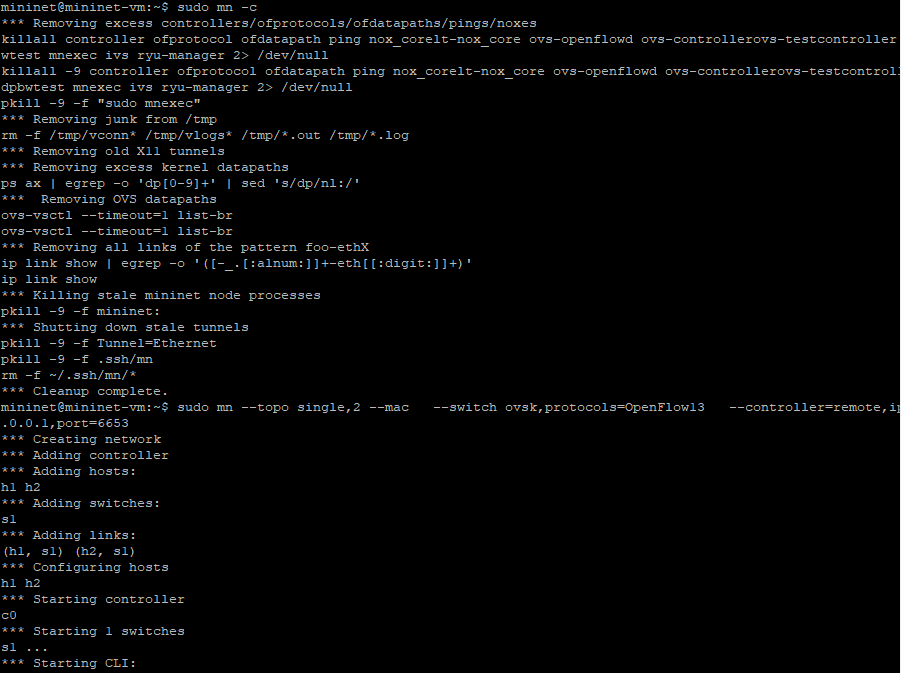 mininet@mininet-vm:~$ sudo mn -c
*** Removing excess controllers/ofprotocols/ofdatapaths/pings/noxes
killall controller ofprotocol ofdatapath ping nox_corelt-nox_core ovs-openflowd ovs-controllerovs-testcontroller
wtest mnexec ivs ryu-manager 2> /dev/null
killall -9 controller ofprotocol ofdatapath ping nox_corelt-nox_core ovs-openflowd ovs-controllerovs-testcontrol
dpbwtest mnexec ivs ryu-manager 2> /dev/null
pkill -9 -f "sudo mnexec"
*** Removing junk from /tmp
rm -f /tmp/vconn* /tmp/vlogs* /tmp/*.out /tmp/*.log
*** Removing old X11 tunnels
*** Removing excess kernel datapaths
ps ax | egrep -o 'dp[0-9]+' | sed 's/dp/nl:/'
***  Removing OVS datapaths
ovs-vsctl --timeout=1 list-br
ovs-vsctl --timeout=1 list-br
*** Removing all links of the pattern foo-ethX
ip link show | egrep -o '([-_.[:alnum:]]+-eth[[:digit:]]+)'
ip link show
*** Killing stale mininet node processes
pkill -9 -f mininet:
*** Shutting down stale tunnels
pkill -9 -f Tunnel=Ethernet
pkill -9 -f .ssh/mn
rm -f ~/.ssh/mn/*
*** Cleanup complete.
mininet@mininet-vm:~$ sudo mn --topo single,2 --mac   --switch ovsk,protocols=OpenFlow13   --controller=remote,ip
.0.0.1,port=6653
*** Creating network
*** Adding controller
*** Adding hosts:
h1 h2
*** Adding switches:
s1
*** Adding links:
(h1, s1) (h2, s1)
*** Configuring hosts
h1 h2
*** Starting controller
c0
*** Starting 1 switches
s1 ...
*** Starting CLI: